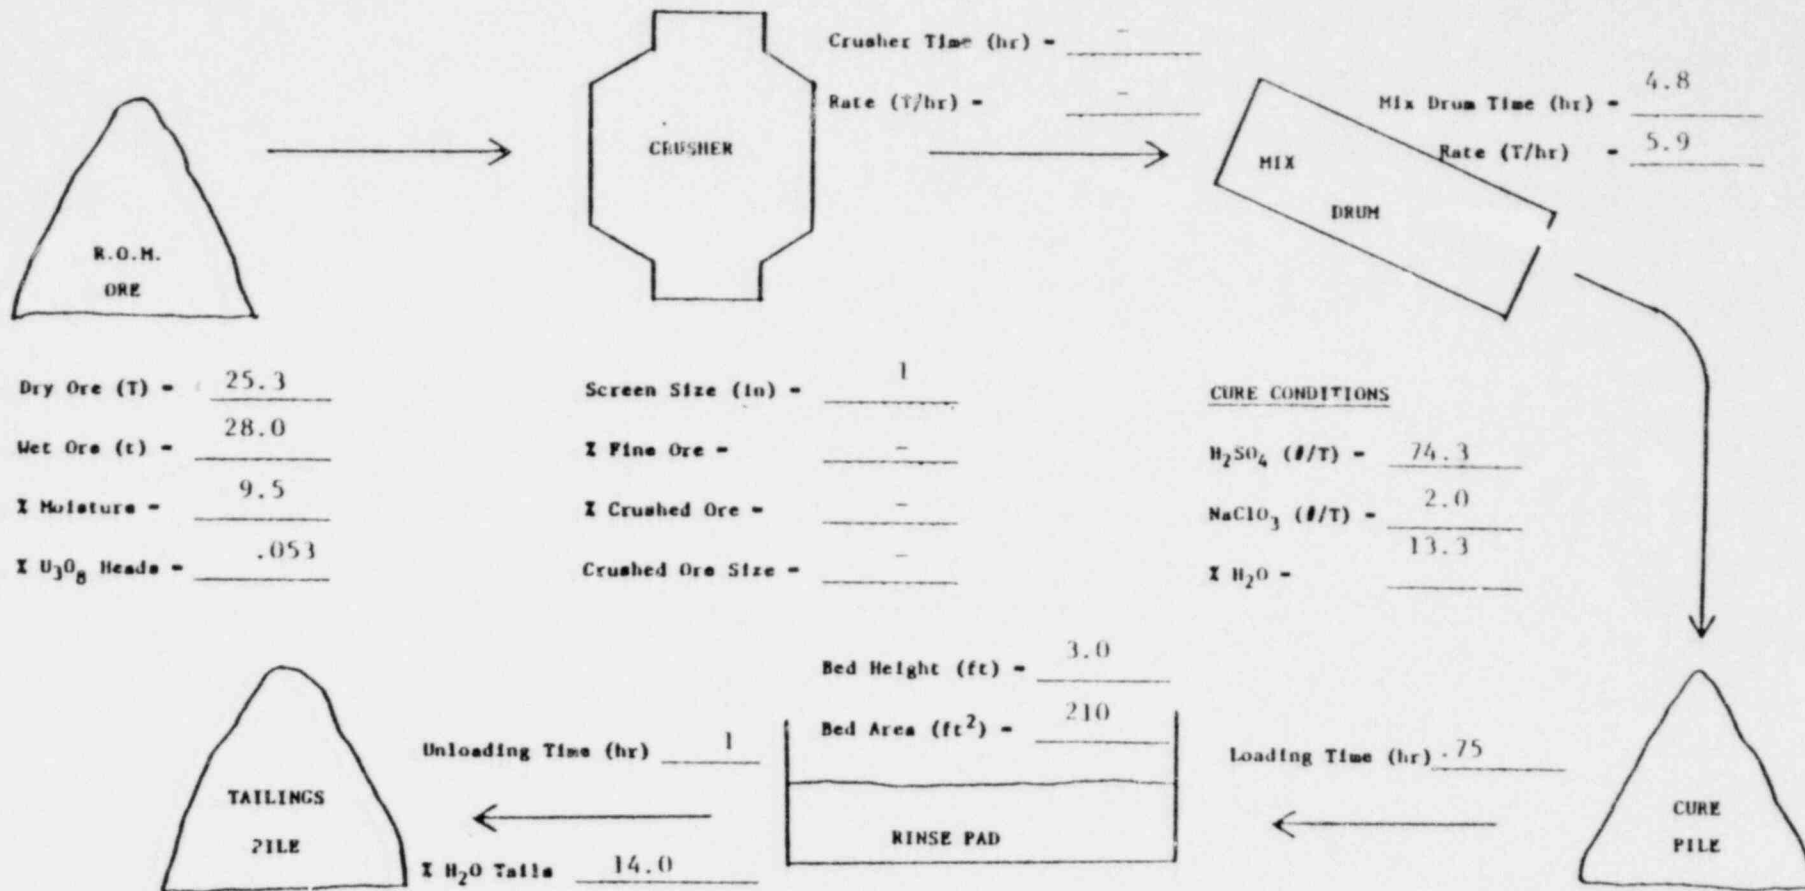 Crusher Time (hr) = -
Rate (T/hr) = -
Mix Drum Time (hr) = 4.8
Rate (T/hr) = 5.9
CRUSHER
MIX
DRUM
R.O.M.
ORE
Dry Ore (T) = 25.3
Wet Ore (t) = 28.0
% Moisture = 9.5
% U3O8 Heads = .053
Screen Size (in) = 1
% Fine Ore = -
% Crushed Ore = -
Crushed Ore Size = -
CURE CONDITIONS
H2SO4 (#/T) = 74.3
NaClO3 (#/T) = 2.0
% H2O = 13.3
Bed Height (ft) = 3.0
Bed Area (ft2) = 210
Unloading Time (hr) 1
Loading Time (hr) .75
TAILINGS
PILE
RINSE PAD
CURE
PILE
% H2O Tails 14.0